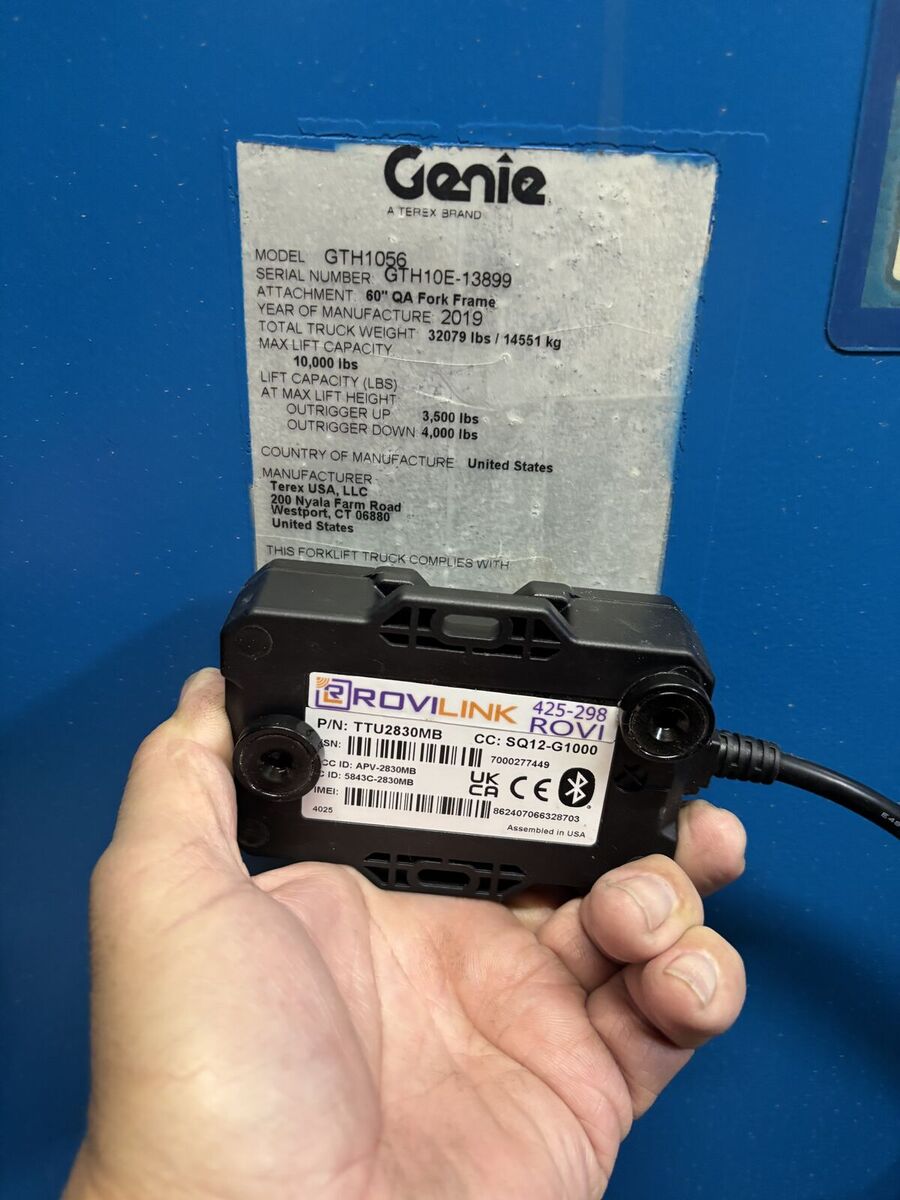 Genie
A TEREX BRAND
MODEL GTH1056
SERIAL NUMBER GTH10E-13899
ATTACHMENT 60" QA Fork Frame
YEAR OF MANUFACTURE 2019
TOTAL TRUCK WEIGHT 32079 lbs / 14551 kg
MAX LIFT CAPACITY
10,000 lbs
LIFT CAPACITY (LBS)
AT MAX LIFT HEIGHT
OUTRIGGER UP 3,500 lbs
OUTRIGGER DOWN 4,000 lbs
COUNTRY OF MANUFACTURE United States
MANUFACTURER
Terex USA, LLC
200 Nyala Farm Road
Westport, CT 06880
United States
THIS FORKLIFT TRUCK COMPLIES WITH
ROVILINK 425-298
ROVI
P/N: TTU2830MB CC: SQ12-G1000
SN: 7000277449
CC ID: APV-2830MB
C ID: 5843C-2830MB
UK
CA CE
IMEI: 862407066328703
4025 Assembled in USA